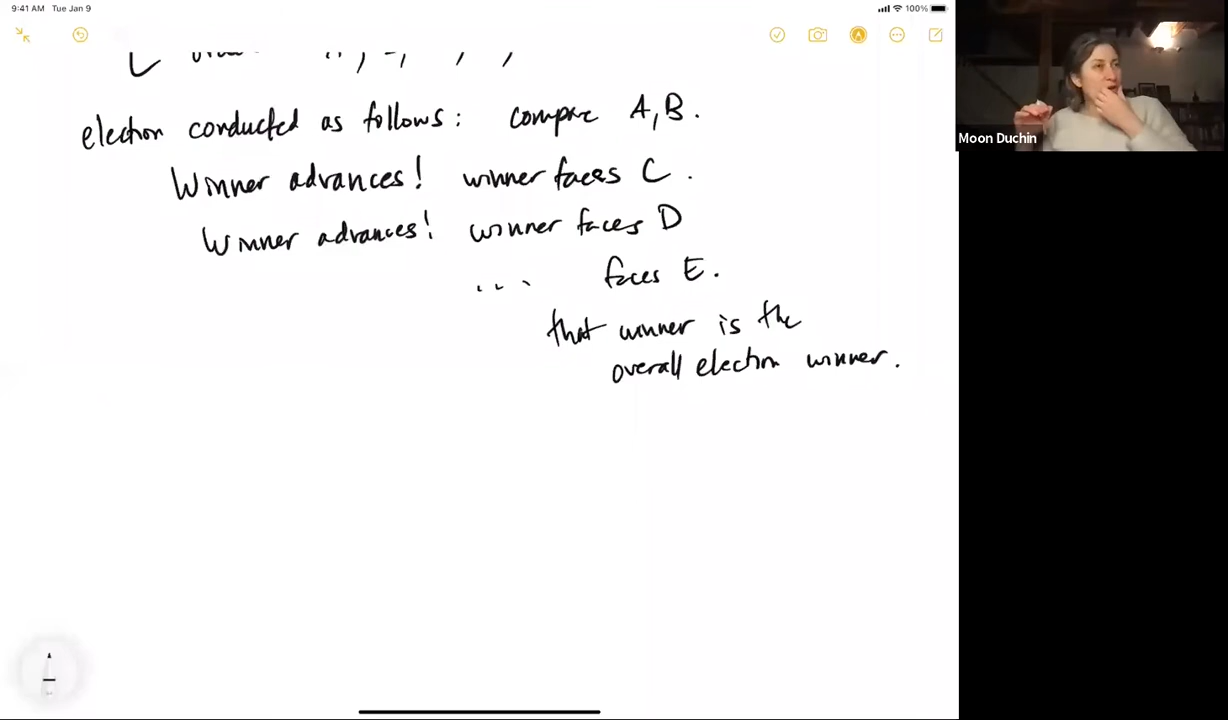 9:41 AM Tue Jan 9
100%
election conducted as follows: compare A, B.
Winner advances! winner faces C.
Winner advances! winner faces D
... faces E.
that winner is the
overall election winner.
Moon Duchin